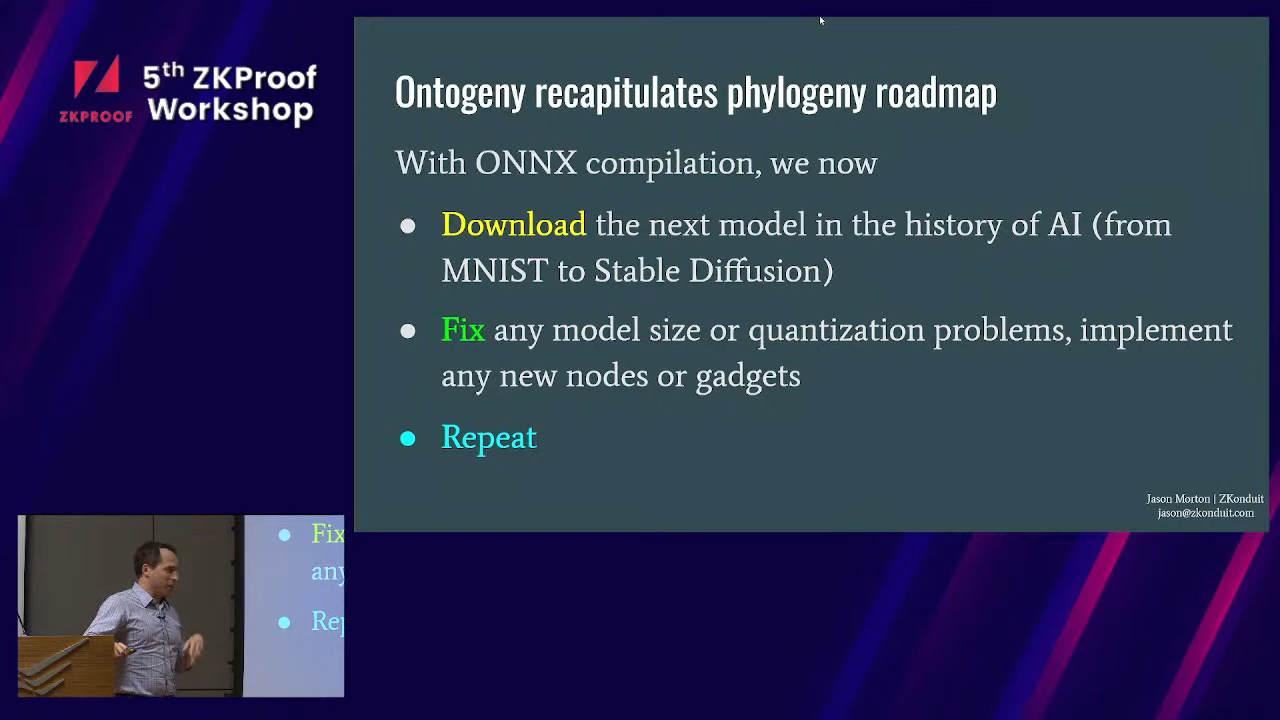 5th ZKProof
Workshop
ZKPROOF
Ontogeny recapitulates phylogeny roadmap
With ONNX compilation, we now
● Download the next model in the history of AI (from
MNIST to Stable Diffusion)
● Fix any model size or quantization problems, implement
any new nodes or gadgets
● Repeat
Jason Morton | ZKonduit
jason@zkonduit.com
● Fix
any
● Rep